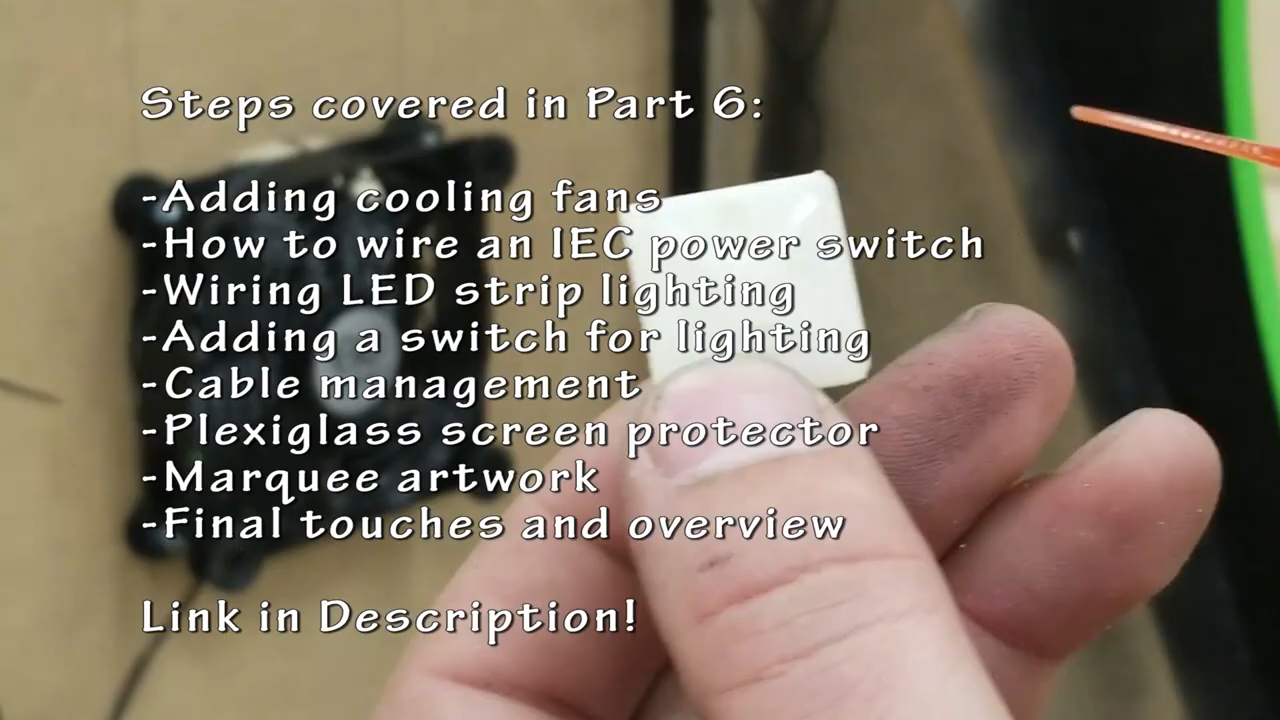 Steps covered in Part 6:
-Adding cooling fans
-How to wire an IEC power switch
-Wiring LED strip lighting
-Adding a switch for lighting
-Cable management
-Plexiglass screen protector
-Marquee artwork
-Final touches and overview
Link in Description!